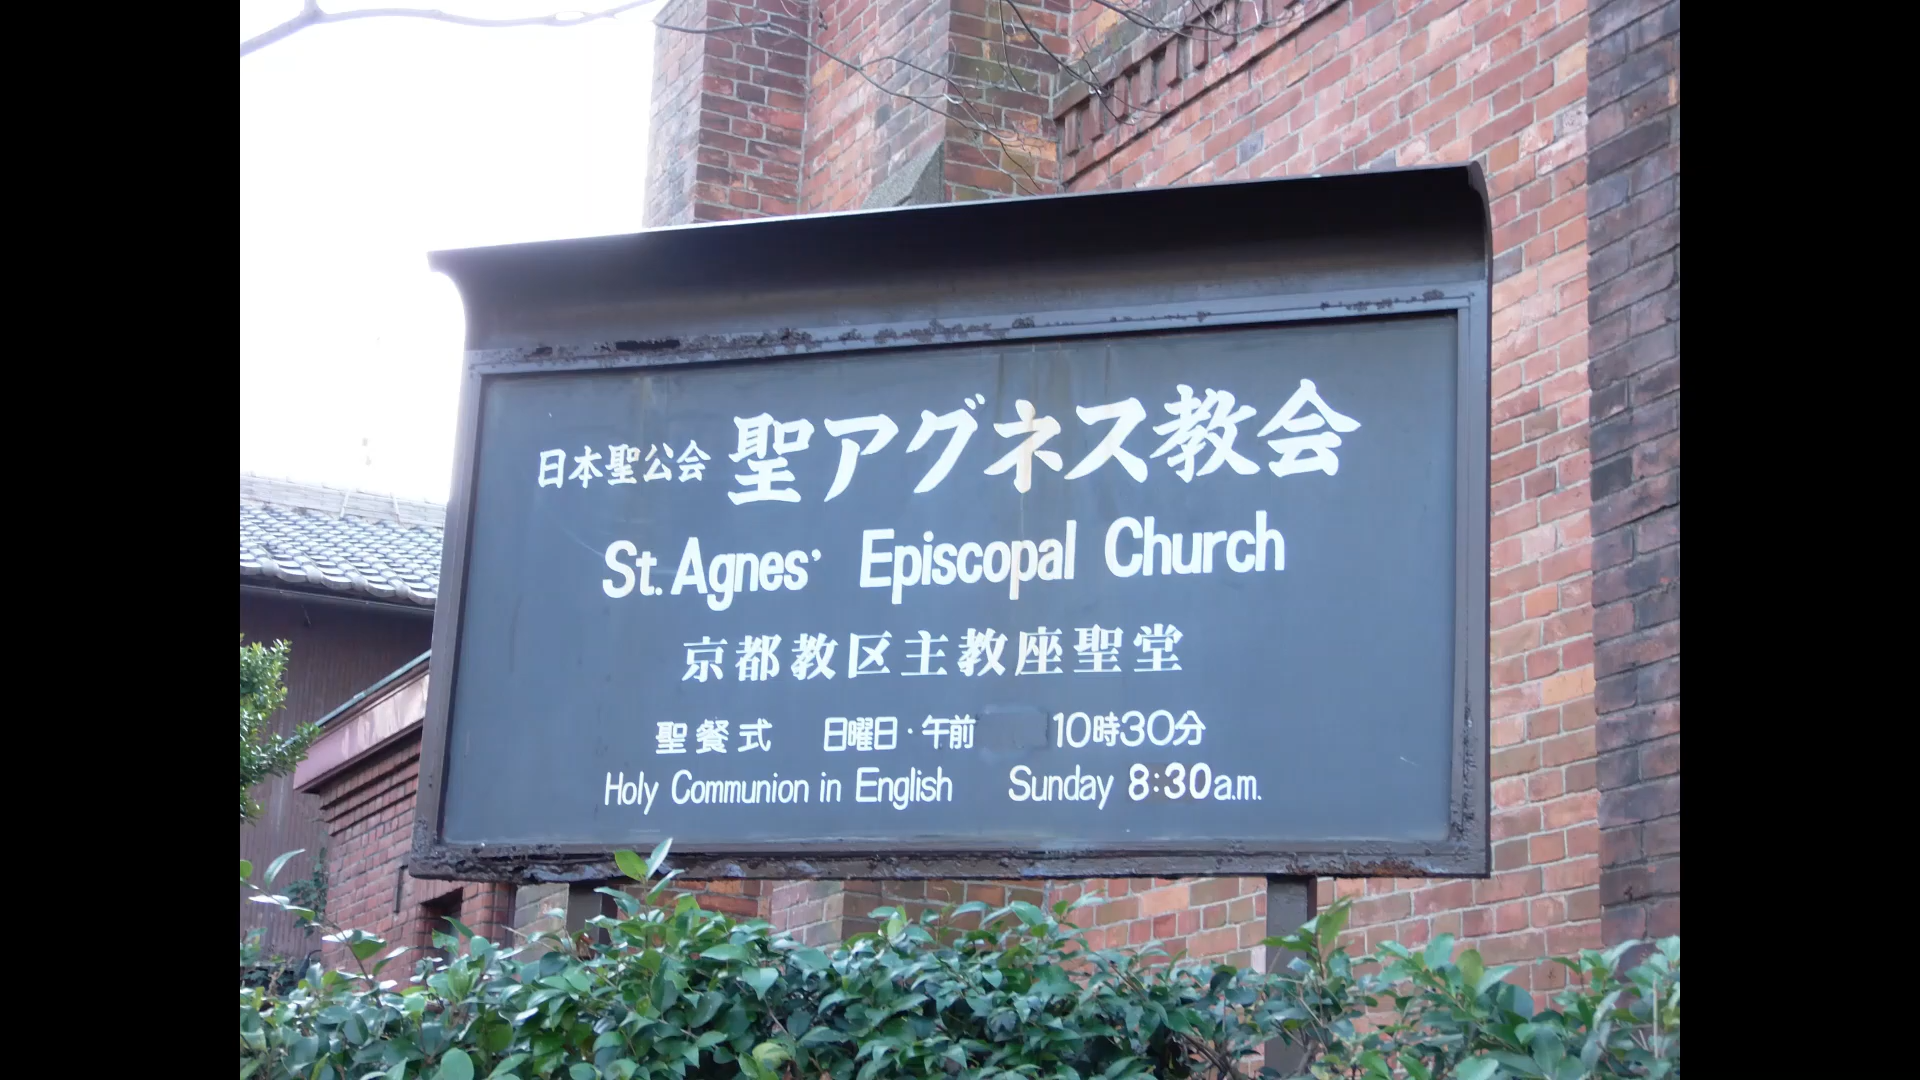 日本聖公会 聖アグネス教会
St. Agnes' Episcopal Church
京都教区主教座聖堂
聖餐式 日曜日・午前 10時30分
Holy Communion in English Sunday 8:30a.m.